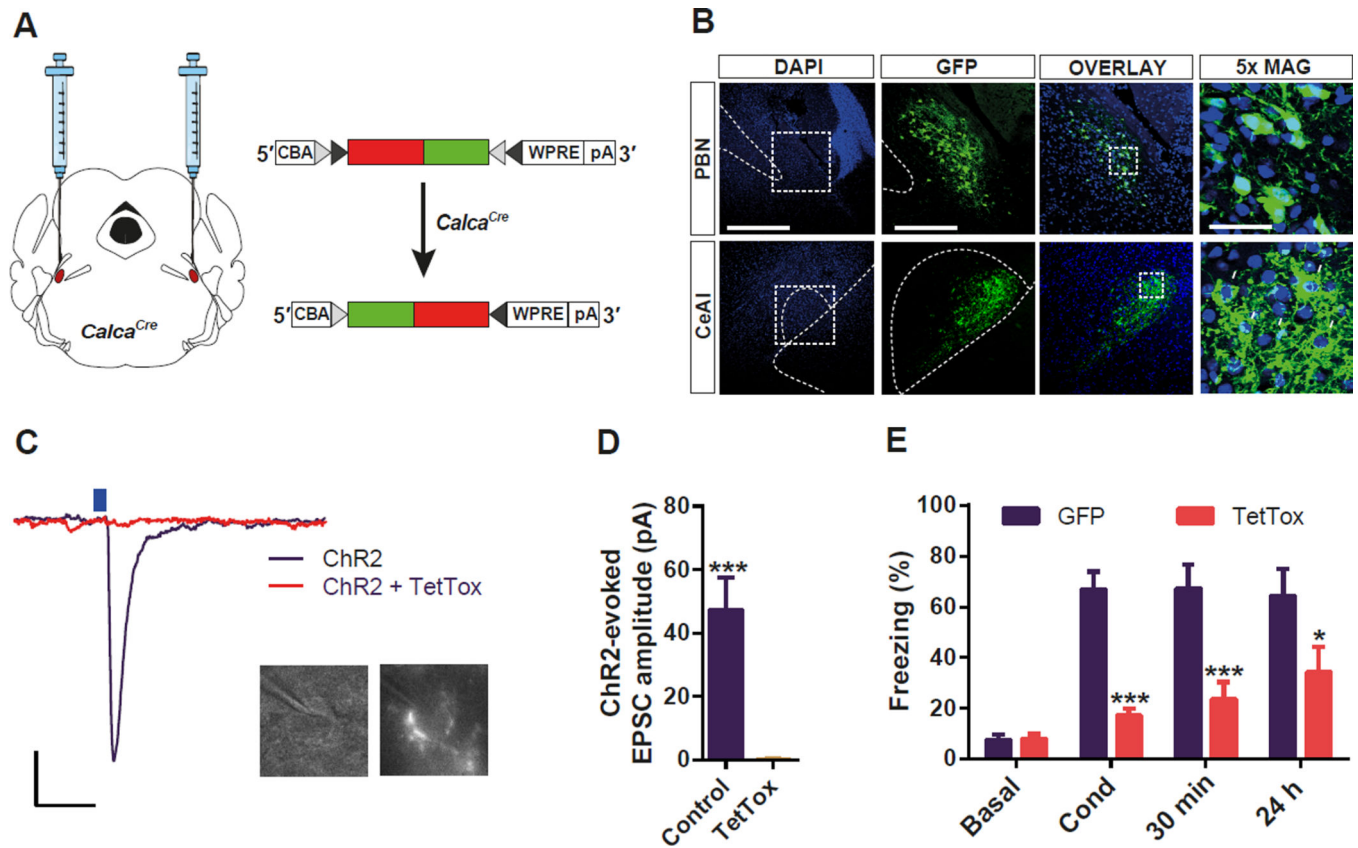 A
5′ CBA WPRE pA 3′
Calca^Cre
5′ CBA WPRE pA 3′
Calca^Cre
B
DAPI GFP OVERLAY 5x MAG
PBN
CeAl
C
ChR2
ChR2 + TetTox
D
ChR2-evoked
EPSC amplitude (pA)
80
60
40
20
0
***
Control
TetTox
E
Freezing (%)
100
80
60
40
20
0
GFP TetTox
***
***
*
Basal
Cond
30 min
24 h